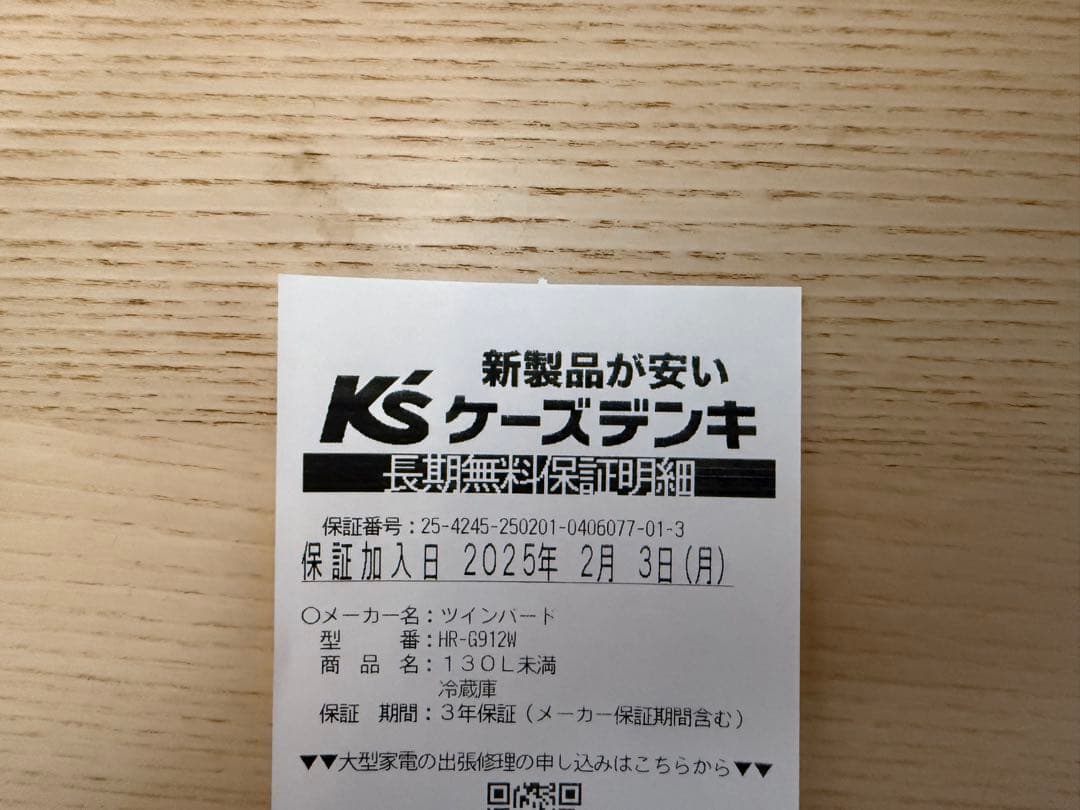 新製品が安い
K's ケーズデンキ
長期無料保証明細
保証番号：25-4245-250201-0406077-01-3
保証加入日 2025年 2月 3日(月)
○メーカー名：ツインバード
型　　番：HR-G912W
商 品 名：１３０Ｌ未満
冷蔵庫
保証 期間：３年保証（メーカー保証期間含む）
▼▼大型家電の出張修理の申し込みはこちらから▼▼